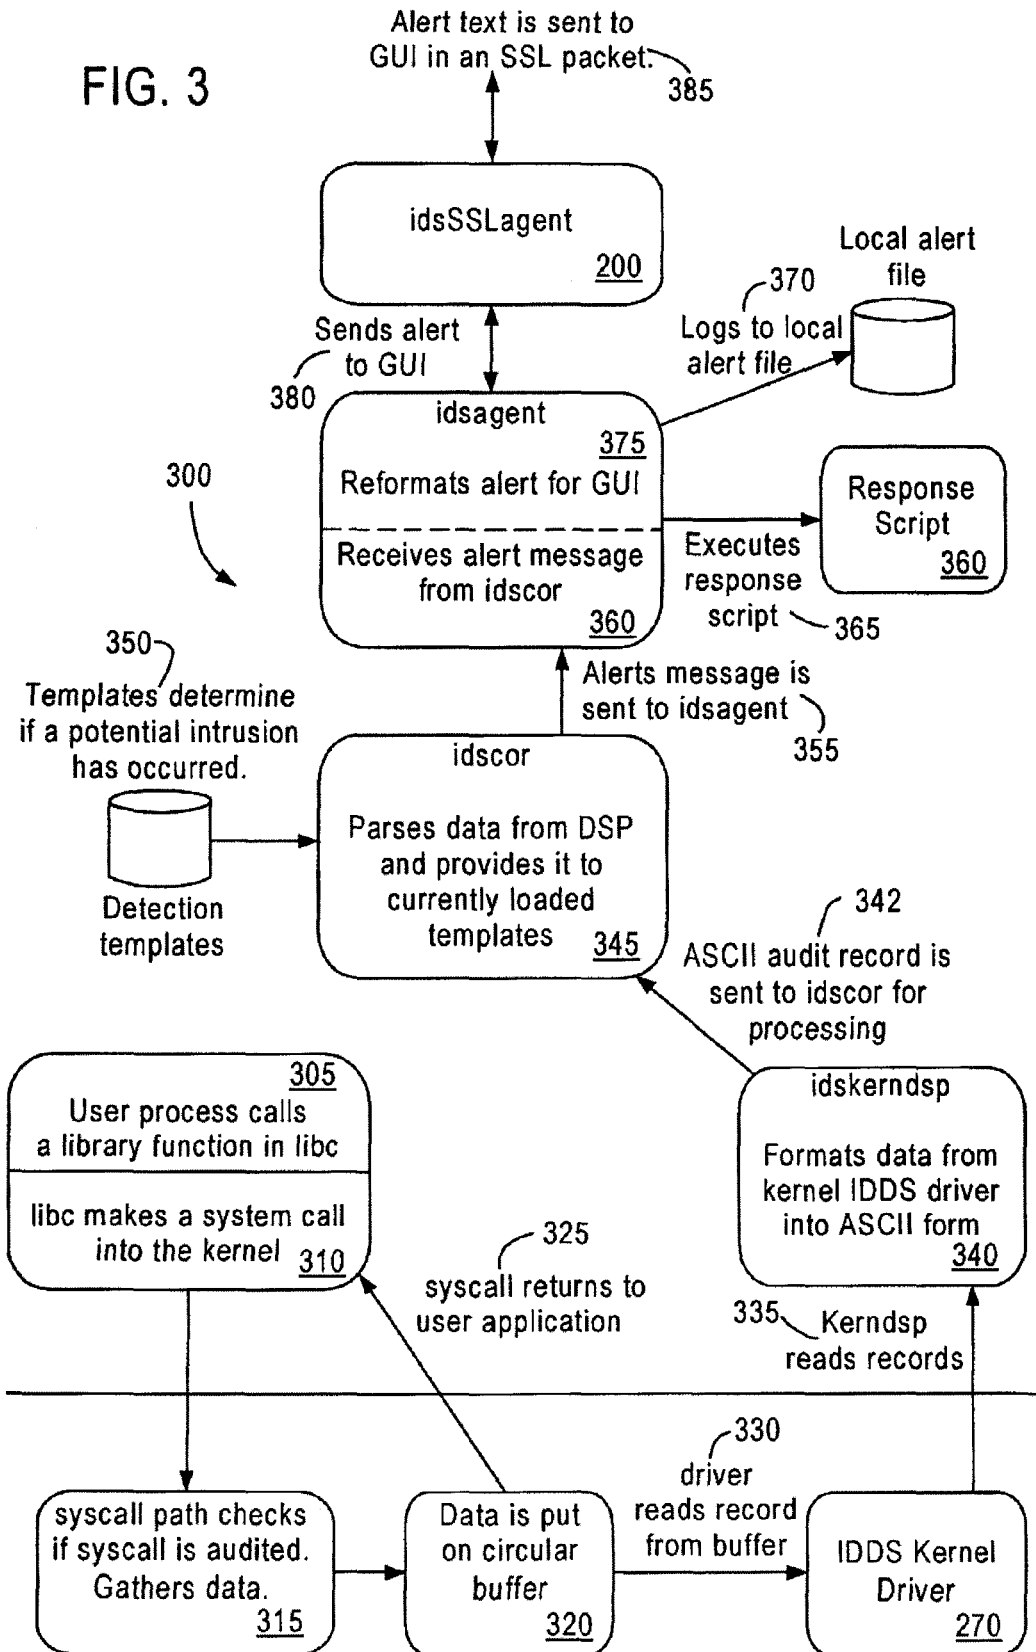 FIG. 3
Alert text is sent to
GUI in an SSL packet.
385
idsSSLagent
200
Local alert
file
370
Logs to local
alert file
Sends alert
to GUI
380
idsagent
375
Reformats alert for GUI
Receives alert message
from idscor
360
300
Response
Script
360
Executes
response
script
365
350
Templates determine
if a potential intrusion
has occurred.
Alerts message is
sent to idsagent
355
idscor
Parses data from DSP
and provides it to
currently loaded
templates
345
Detection
templates
342
ASCII audit record is
sent to idscor for
processing
305
User process calls
a library function in libc
libc makes a system call
into the kernel
310
idskerndsp
Formats data from
kernel IDDS driver
into ASCII form
340
325
syscall returns to
user application
335
Kerndsp
reads records
330
driver
reads record
from buffer
syscall path checks
if syscall is audited.
Gathers data.
315
Data is put
on circular
buffer
320
IDDS Kernel
Driver
270